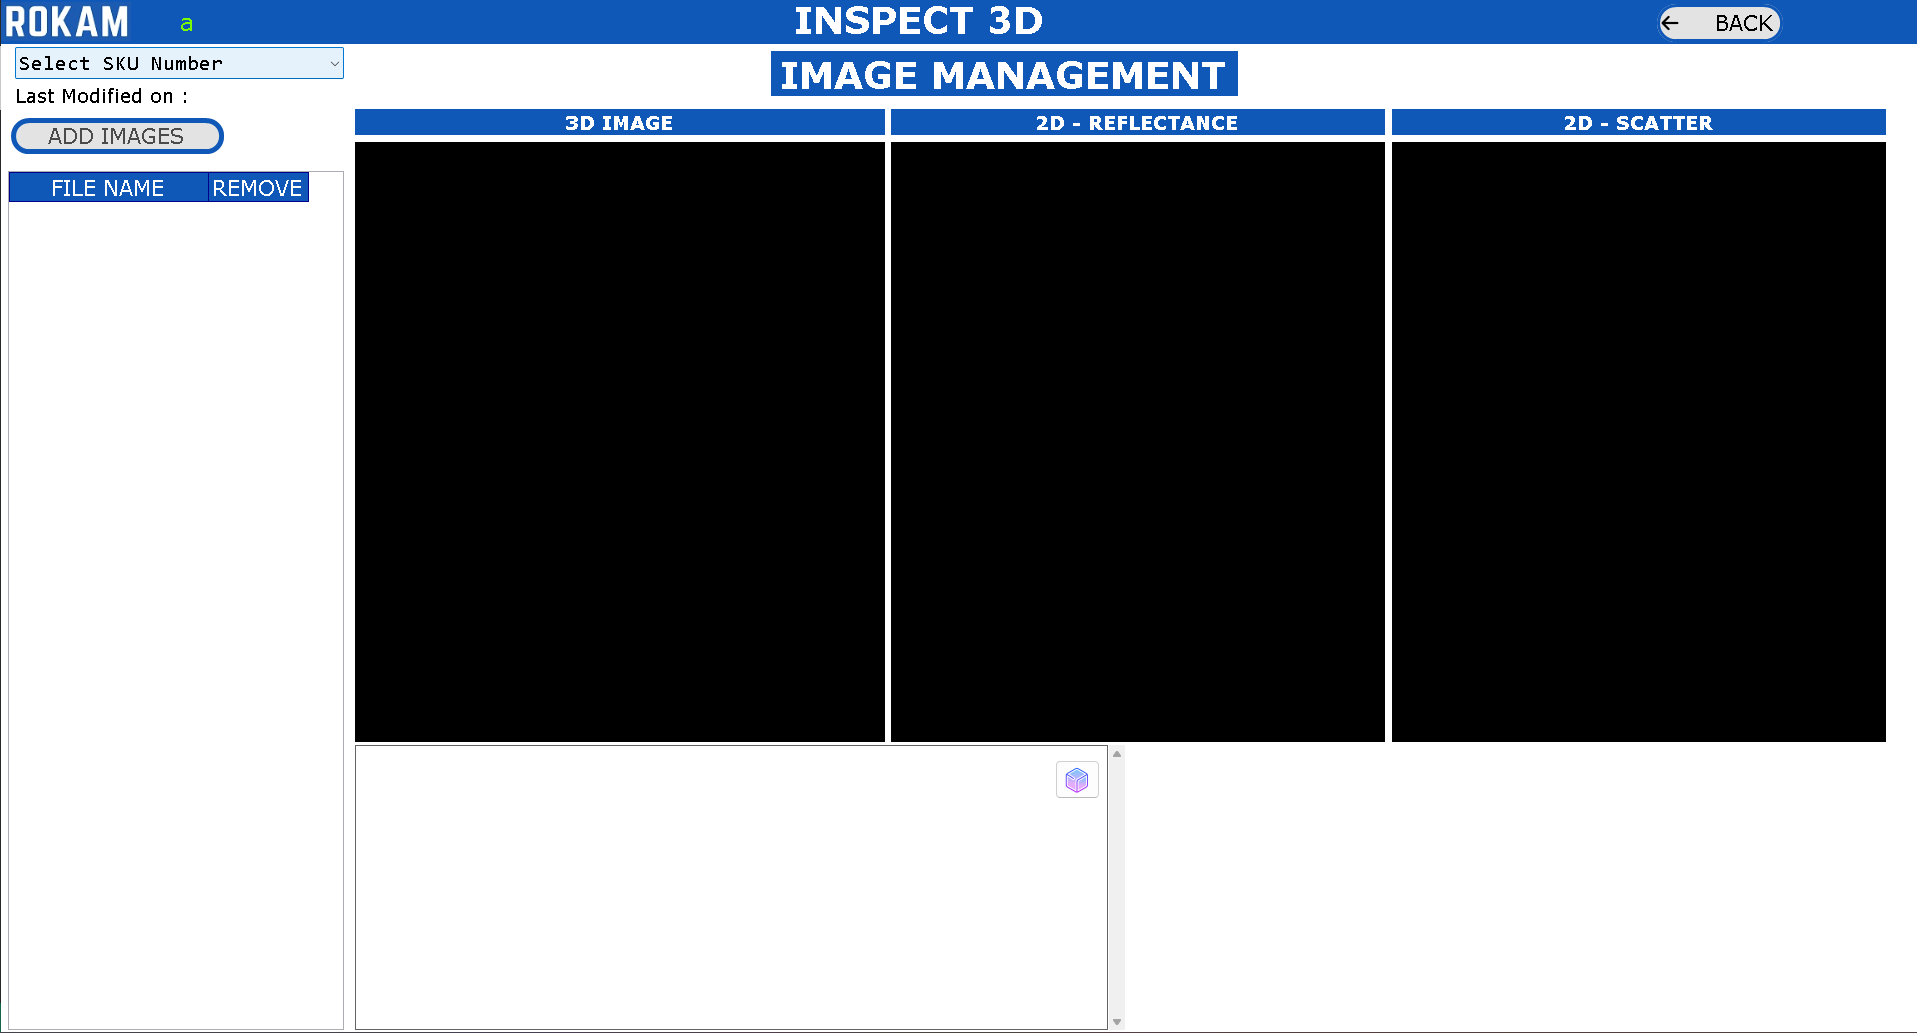 ROKAM
a
INSPECT 3D
BACK
Select SKU Number
IMAGE MANAGEMENT
Last Modified on :
ADD IMAGES
3D IMAGE
2D - REFLECTANCE
2D - SCATTER
FILE NAME
REMOVE